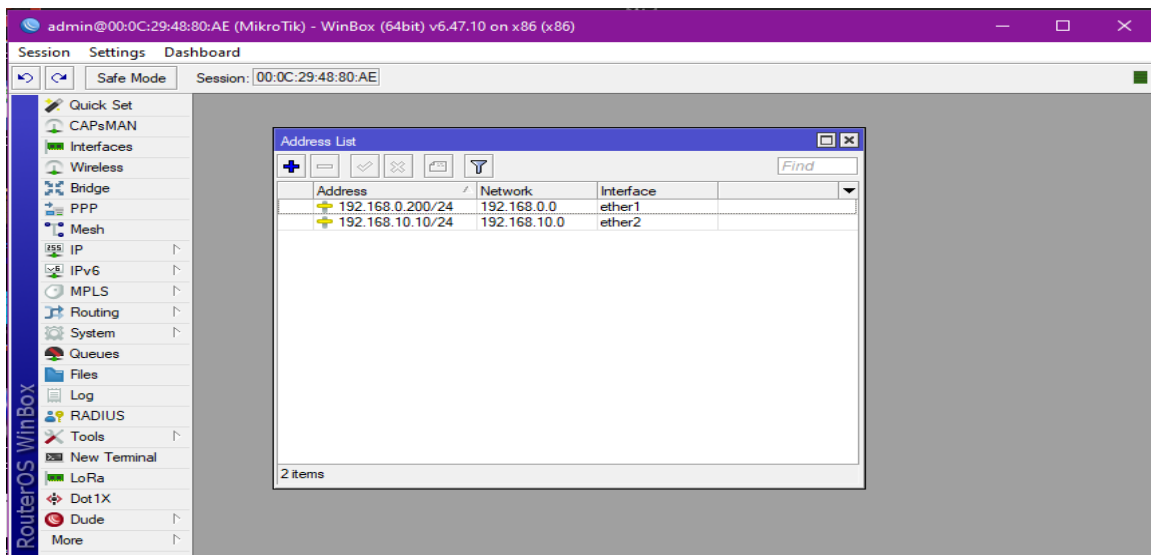 admin@00:0C:29:48:80:AE (MikroTik) - WinBox (64bit) v6.47.10 on x86 (x86)
Session Settings Dashboard
Safe Mode Session: 00:0C:29:48:80:AE
Quick Set
CAPsMAN
Interfaces
Wireless
Bridge
PPP
Mesh
IP
IPv6
MPLS
Routing
System
Queues
Files
Log
RADIUS
Tools
New Terminal
LoRa
Dot1X
Dude
More
RouterOS WinBox
Address List
Find
Address Network Interface
192.168.0.200/24 192.168.0.0 ether1
192.168.10.10/24 192.168.10.0 ether2
2 items